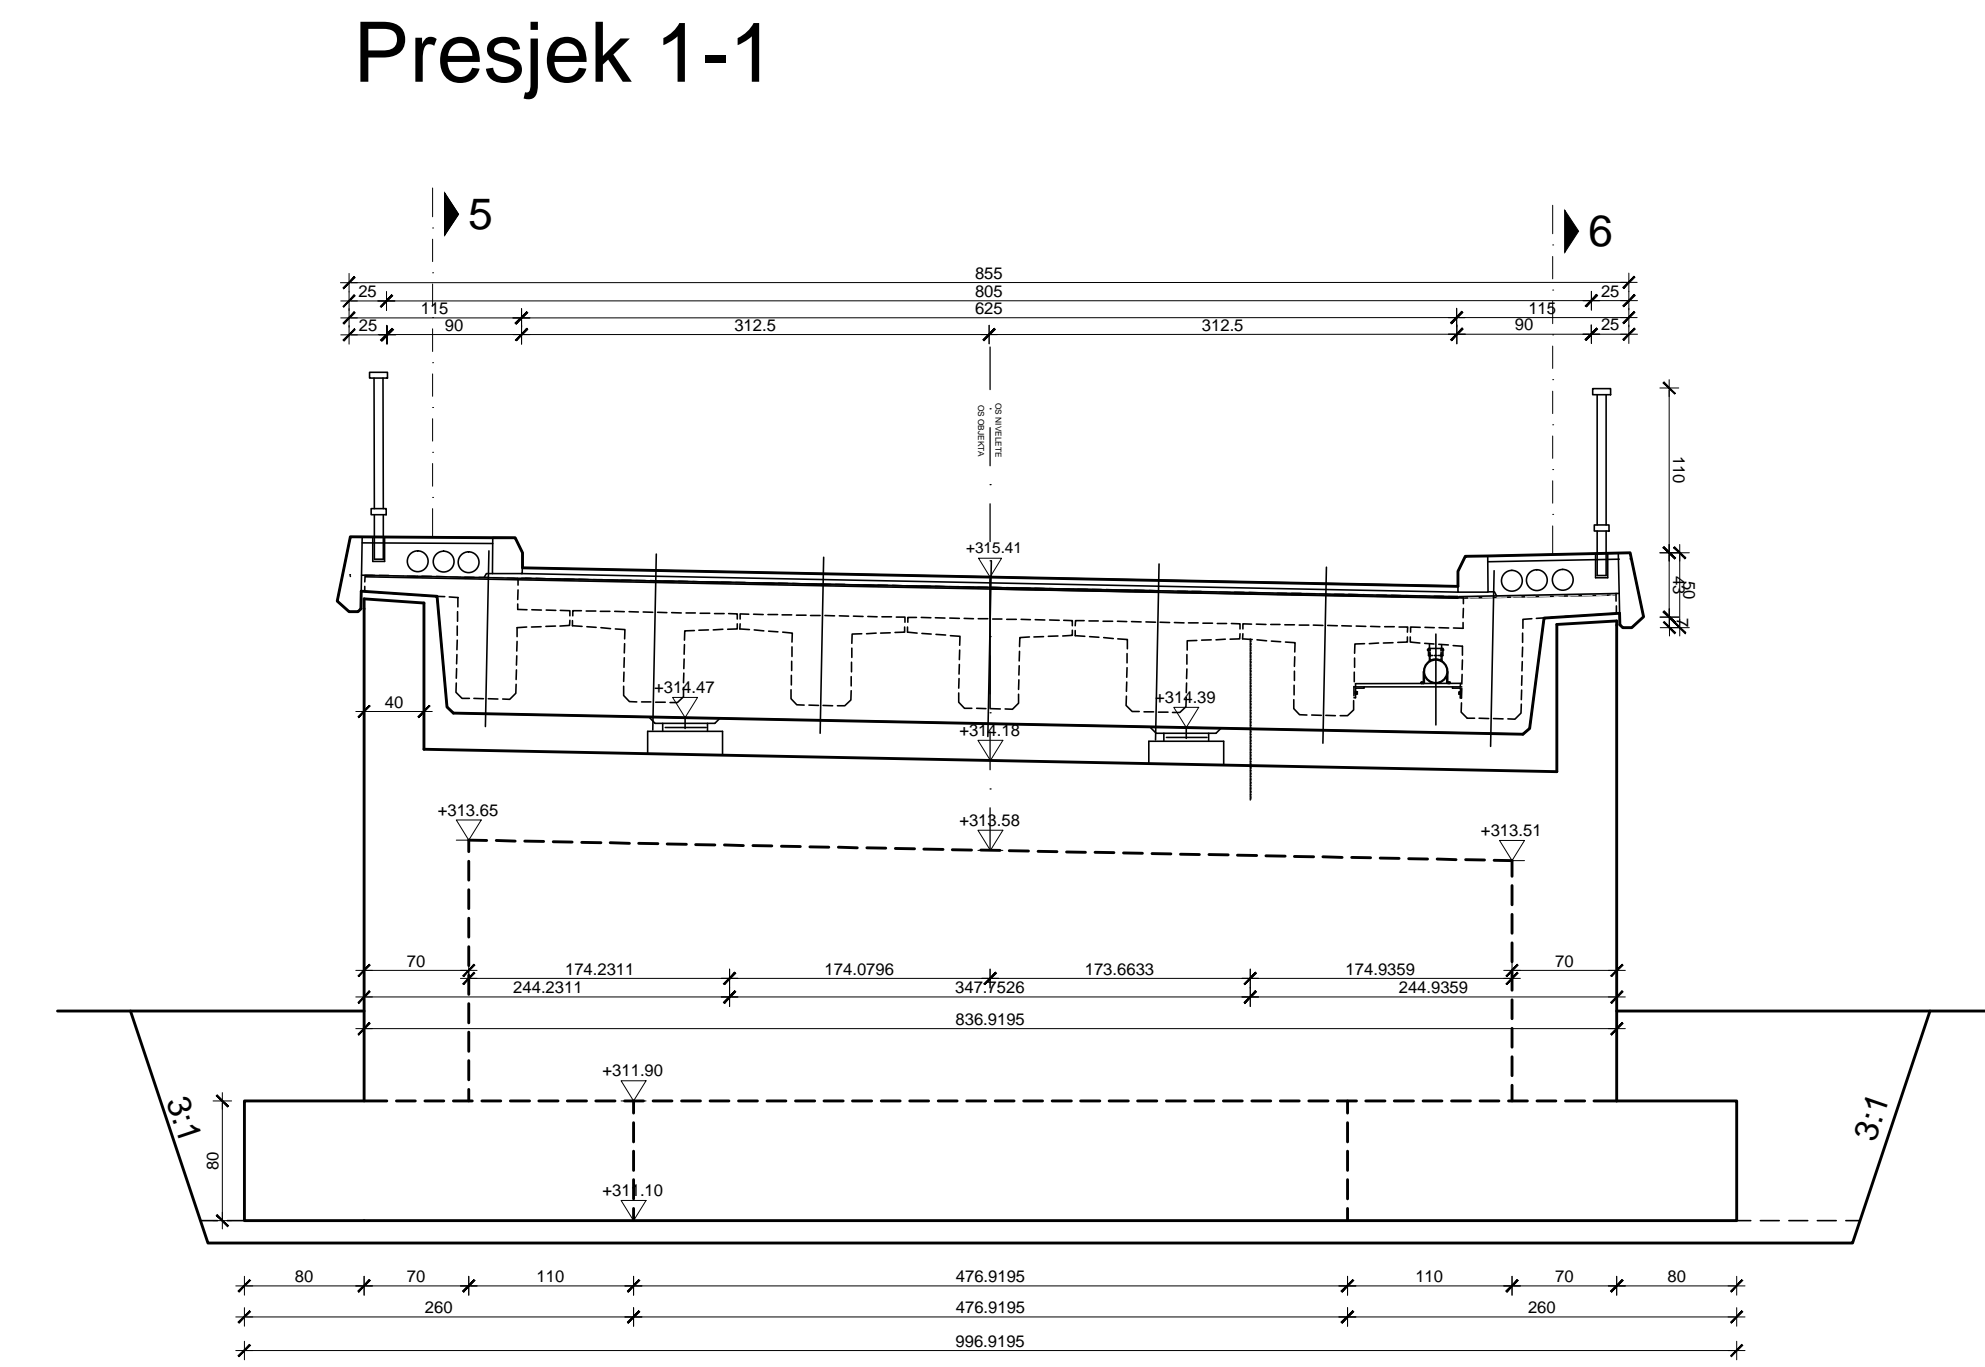 Presjek 1-1
5
6
855
25 805 25
115 625 115
25 90 312.5 312.5 90 25
OS NIVELETE
OS OBJEKTA
110
50
43
7
+315.41
+314.47
+314.39
40
+314.18
+313.65
+313.58
+313.51
70 174.2311 174.0796 173.6633 174.9359 70
244.2311 347.7526 244.9359
836.9195
+311.90
3:1
3:1
80
+311.10
80 70 110 476.9195 110 70 80
260 476.9195 260
996.9195